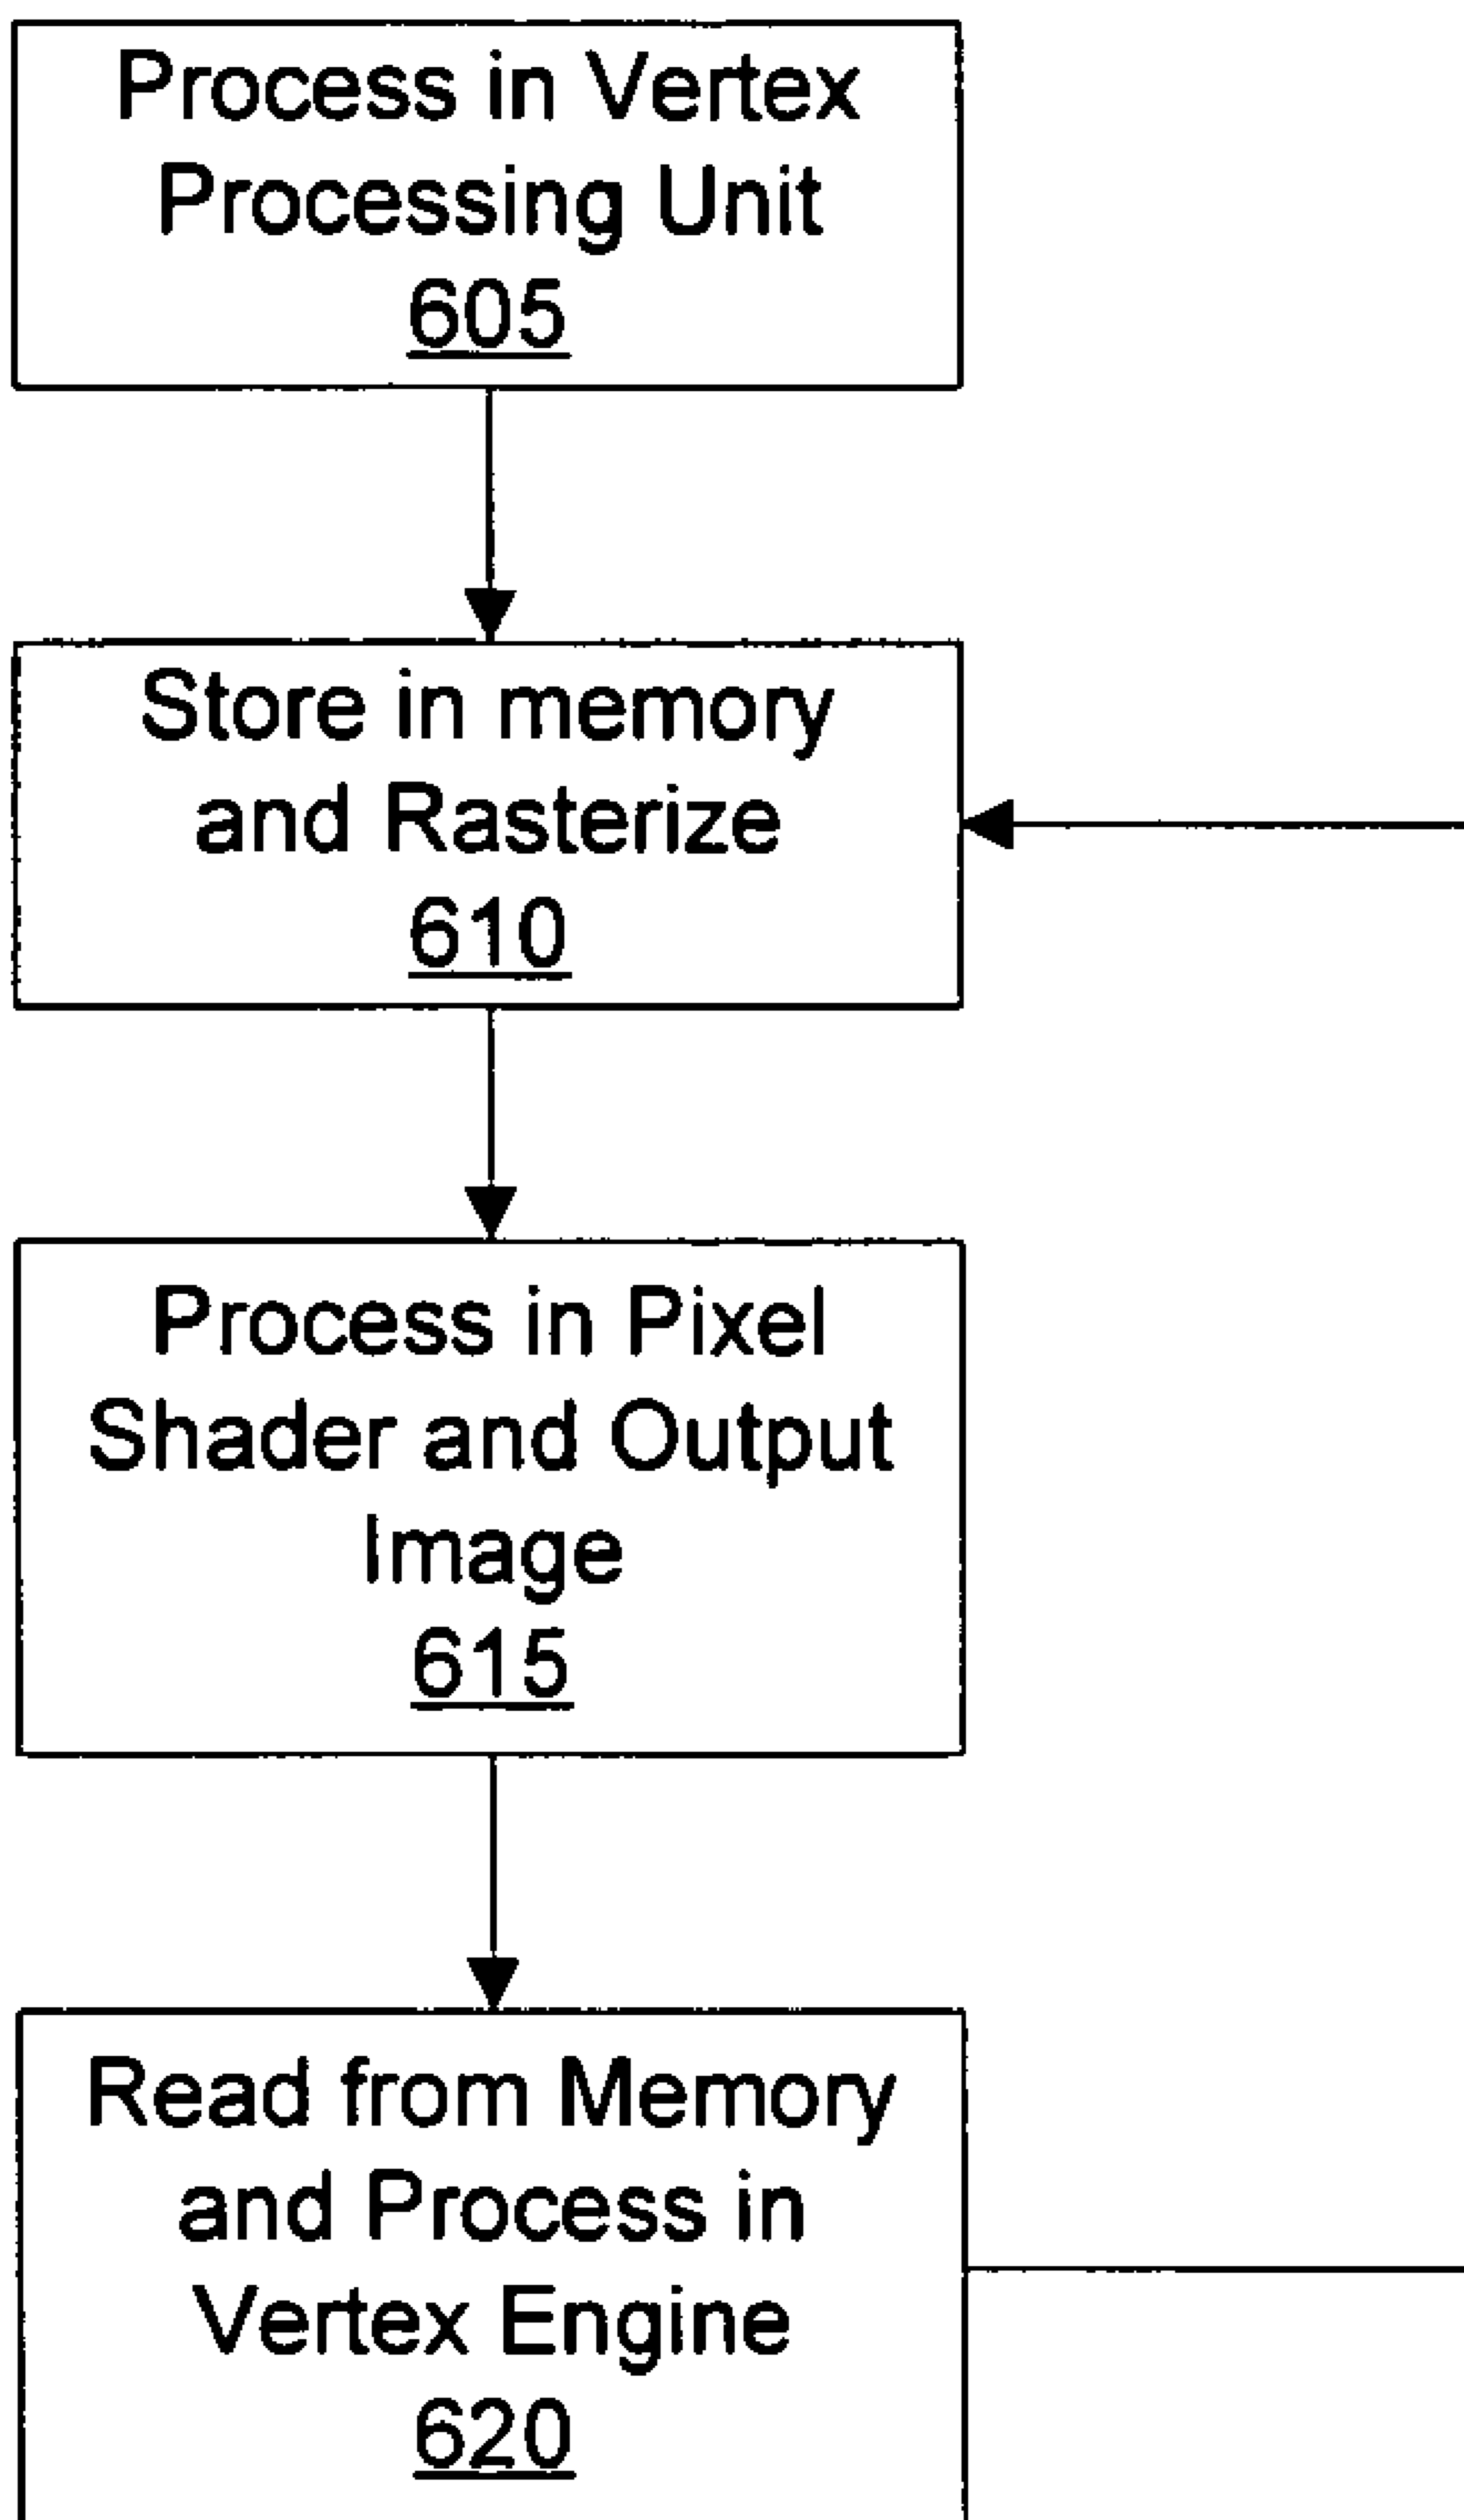 Process in Vertex
Processing Unit
605
Store in memory
and Rasterize
610
Process in Pixel
Shader and Output
Image
615
Read from Memory
and Process in
Vertex Engine
620